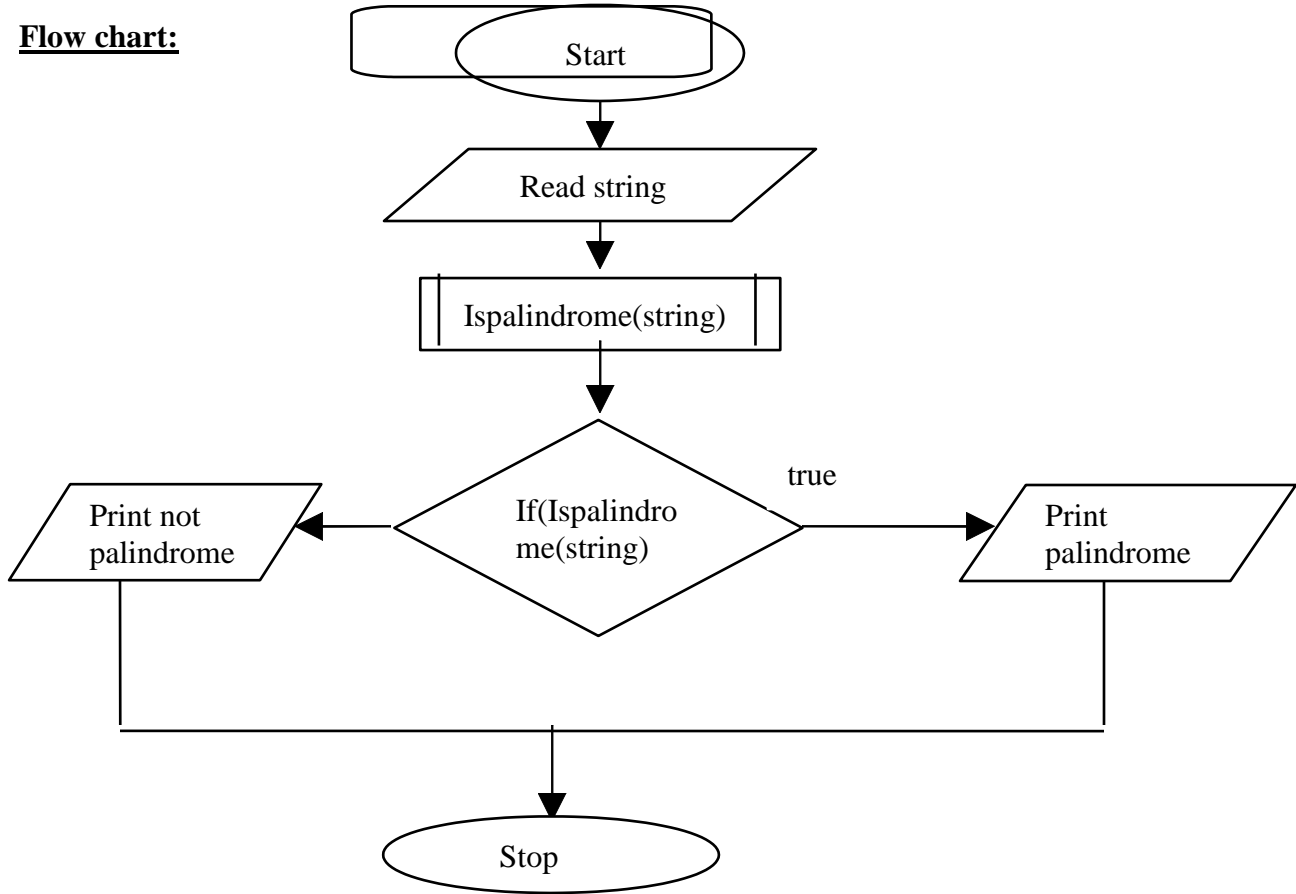 Flow chart:
Start
Read string
Ispalindrome(string)
true
Print not
palindrome
If(Ispalindro
me(string)
Print
palindrome
Stop